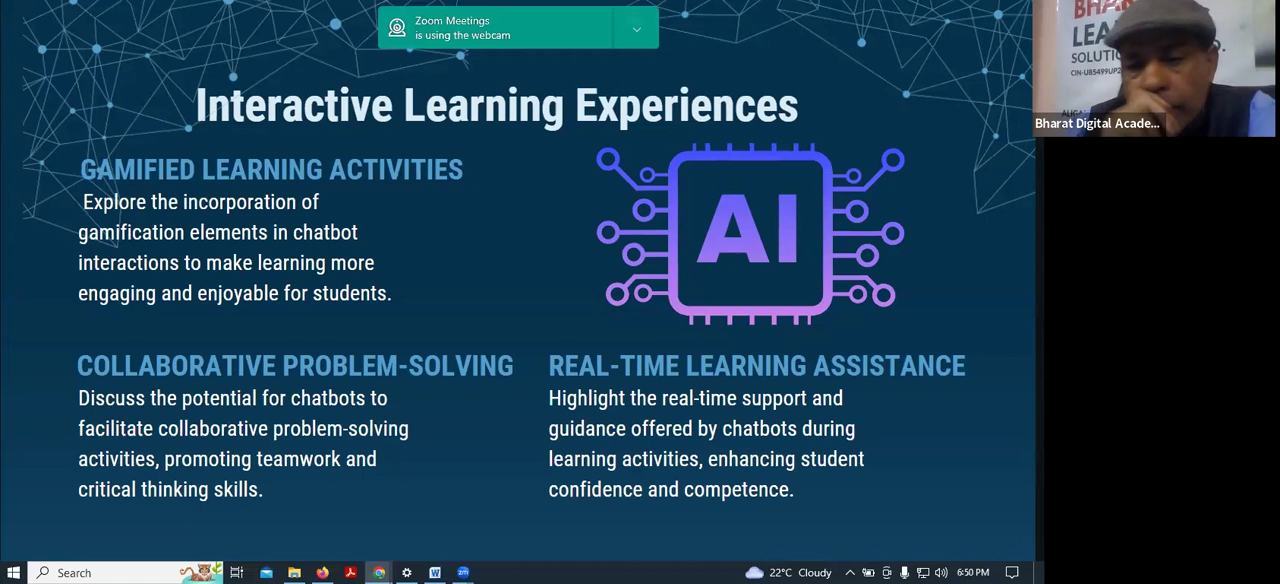 Zoom Meetings
is using the webcam
Interactive Learning Experiences
GAMIFIED LEARNING ACTIVITIES
Explore the incorporation of
gamification elements in chatbot
interactions to make learning more
engaging and enjoyable for students.
AI
COLLABORATIVE PROBLEM-SOLVING
Discuss the potential for chatbots to
facilitate collaborative problem-solving
activities, promoting teamwork and
critical thinking skills.
REAL-TIME LEARNING ASSISTANCE
Highlight the real-time support and
guidance offered by chatbots during
learning activities, enhancing student
confidence and competence.
Bharat Digital Acade...
Search
22°C Cloudy
6:50 PM